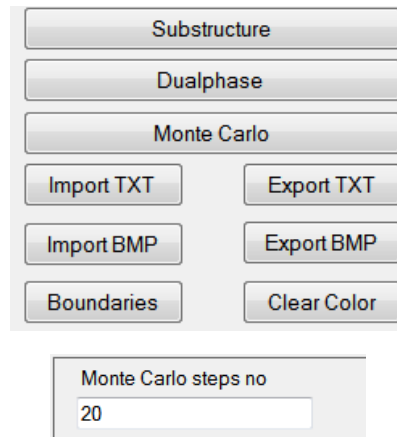 Substructure
Dualphase
Monte Carlo
Import TXT Export TXT
Import BMP Export BMP
Boundaries Clear Color
Monte Carlo steps no
20